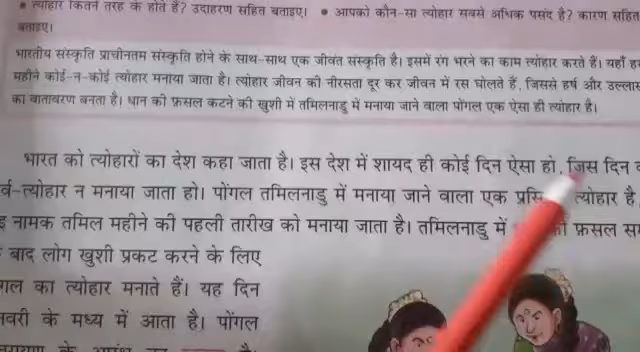 • त्योहार कितने तरह के होते हैं? उदाहरण सहित बताइए। • आपको कौन-सा त्योहार सबसे अधिक पसंद है? कारण सहित
बताइए।
भारतीय संस्कृति प्राचीनतम संस्कृति होने के साथ-साथ एक जीवंत संस्कृति है। इसमें रंग भरने का काम त्योहार करते हैं। यहाँ
महीने कोई-न-कोई त्योहार मनाया जाता है। त्योहार जीवन की नीरसता दूर कर जीवन में रस घोलते हैं, जिससे हर्ष और उल्लास
का वातावरण बनता है। धान की फ़सल कटने की खुशी में तमिलनाडु में मनाया जाने वाला पोंगल एक ऐसा ही त्योहार है।
भारत को त्योहारों का देश कहा जाता है। इस देश में शायद ही कोई दिन ऐसा हो, जिस दिन
र्व-त्योहार न मनाया जाता हो। पोंगल तमिलनाडु में मनाया जाने वाला एक त्योहार है
नामक तमिल महीने की पहली तारीख को मनाया जाता है। तमिलनाडु में फ़सल
बाद लोग खुशी प्रकट करने के लिए
गल का त्योहार मनाते हैं। यह दिन
नवरी के मध्य में आता है। पोंगल